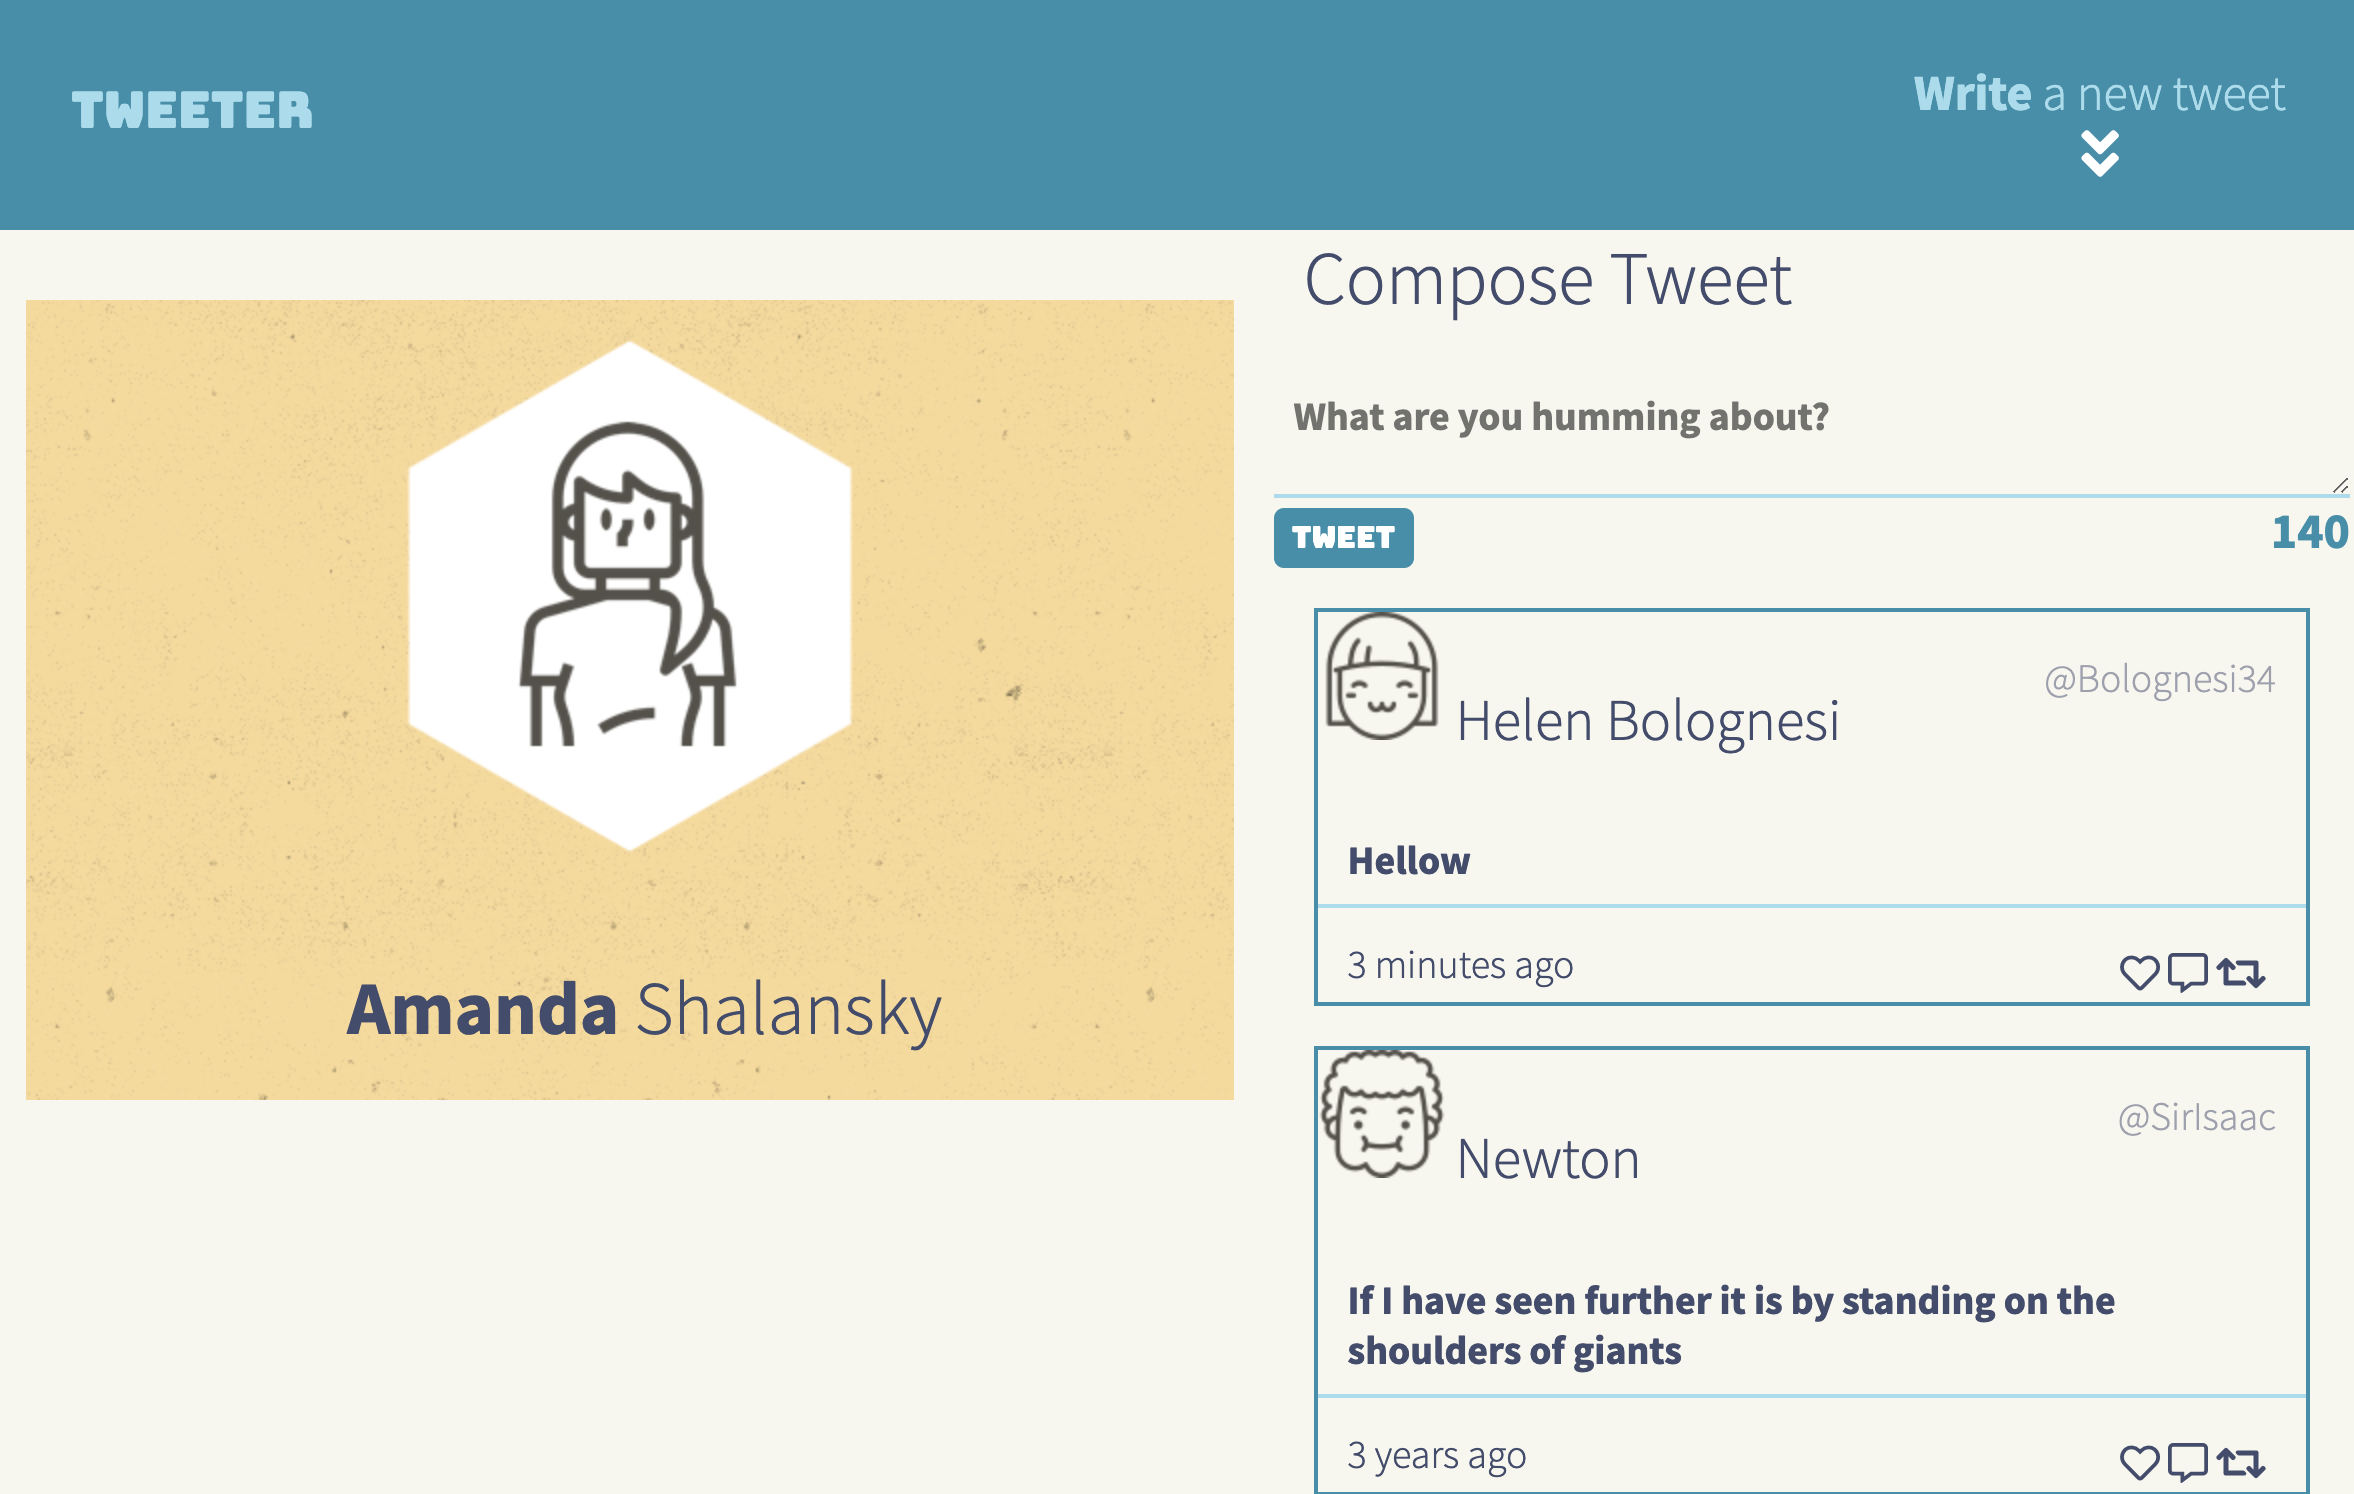 TWEETER
Write a new tweet
Amanda Shalansky
Compose Tweet
What are you humming about?
TWEET
140
Helen Bolognesi
@Bolognesi34
Hellow
3 minutes ago
Newton
@SirIsaac
If I have seen further it is by standing on the
shoulders of giants
3 years ago